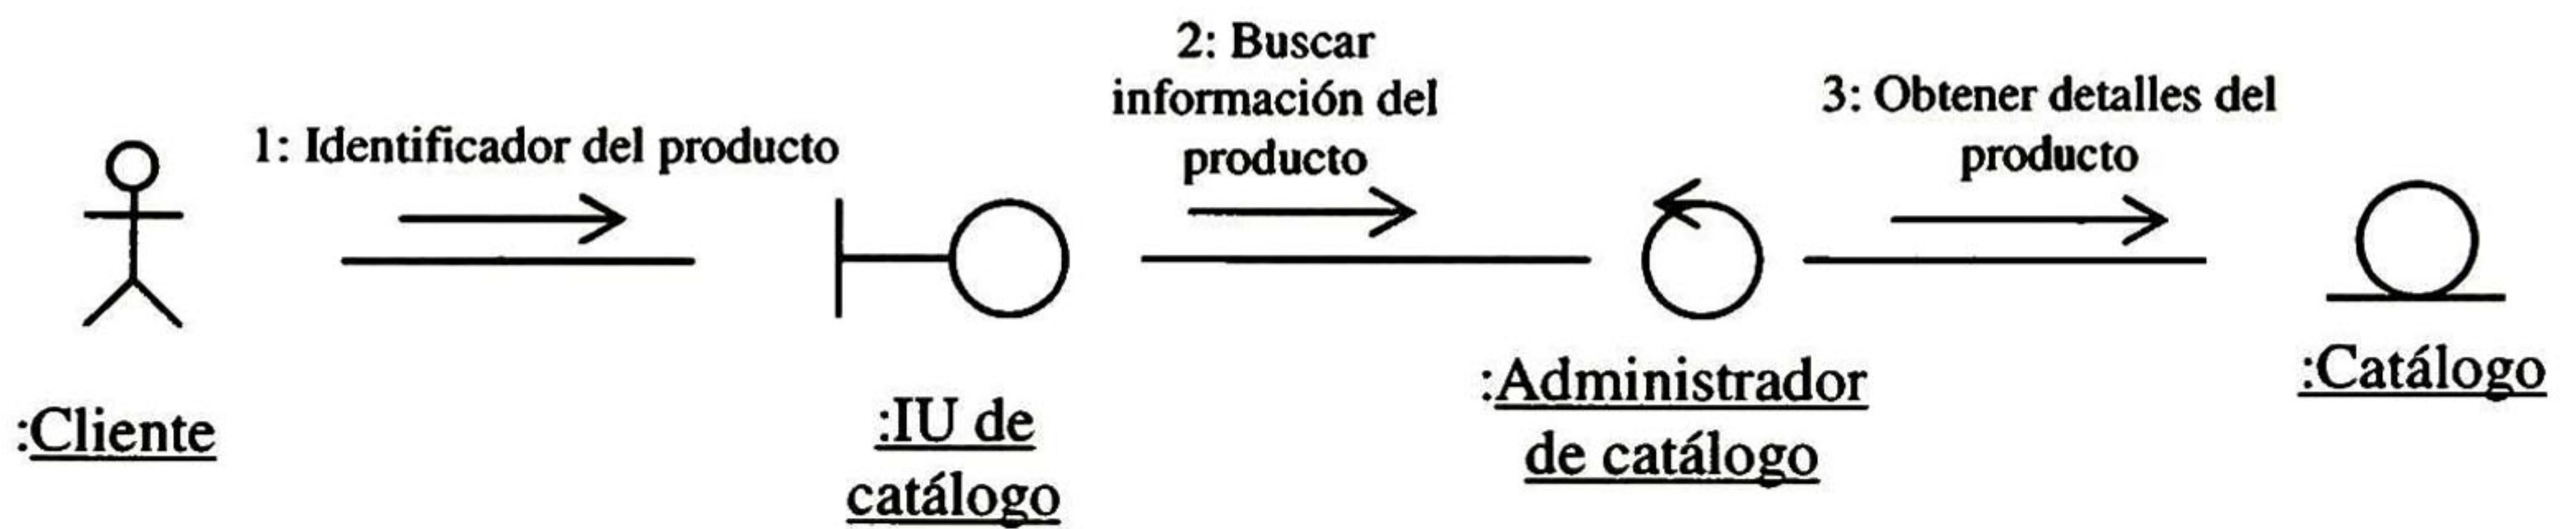 1: Identificador del producto
2: Buscar
información del
producto
3: Obtener detalles del
producto
:Cliente
:IU de
catálogo
:Administrador
de catálogo
:Catálogo